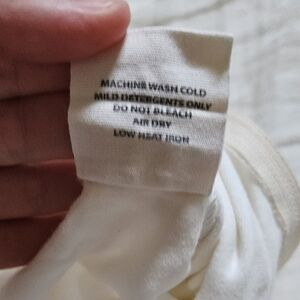 MACHINE WASH COLD
MILD DETERGENTS ONLY
DO NOT BLEACH
AIR DRY
LOW HEAT IRON